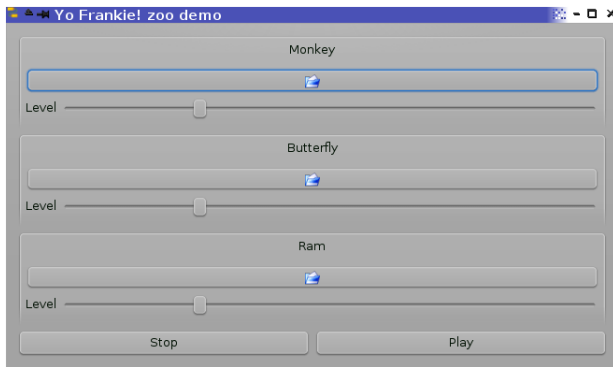 Yo Frankie! zoo demo
Monkey
Level
Butterfly
Level
Ram
Level
Stop
Play